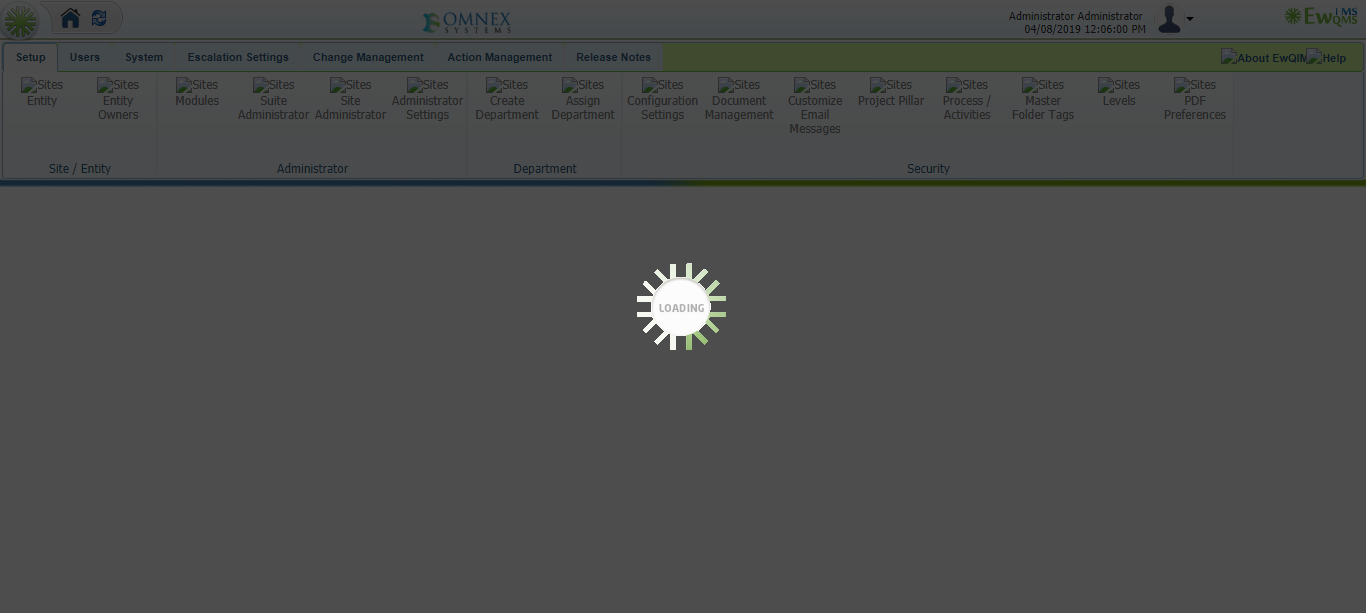 OMNEX
SYSTEMS
Administrator Administrator
04/08/2019 12:06:00 PM
EwIMS
QMS
Setup
Users
System
Escalation Settings
Change Management
Action Management
Release Notes
About EwQIM
Help
Sites
Entity
Sites
Entity
Owners
Site / Entity
Sites
Modules
Sites
Suite
Administrator
Sites
Site
Administrator
Sites
Administrator
Settings
Administrator
Sites
Create
Department
Sites
Assign
Department
Department
Sites
Configuration
Settings
Sites
Document
Management
Sites
Customize
Email
Messages
Sites
Project Pillar
Sites
Process /
Activities
Sites
Master
Folder Tags
Sites
Levels
Sites
PDF
Preferences
Security
LOADING